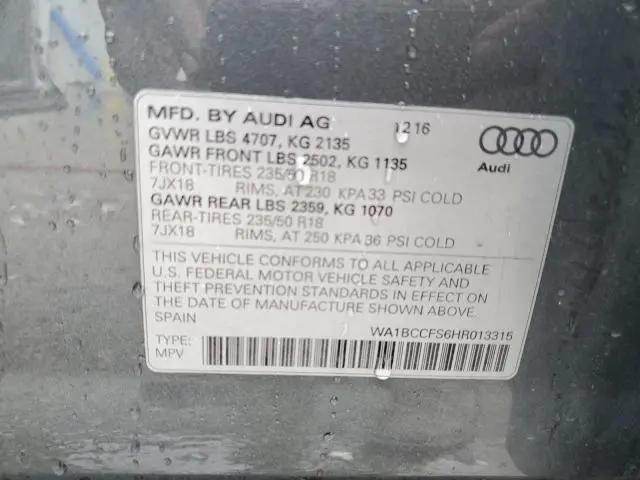 MFD. BY AUDI AG 1216
GVWR LBS 4707, KG 2135
GAWR FRONT LBS 2502, KG 1135
FRONT-TIRES 235/50 R18
7JX18 RIMS, AT 230 KPA 33 PSI COLD
GAWR REAR LBS 2359, KG 1070
REAR-TIRES 235/50 R18
7JX18 RIMS, AT 250 KPA 36 PSI COLD
Audi
THIS VEHICLE CONFORMS TO ALL APPLICABLE
U.S. FEDERAL MOTOR VEHICLE SAFETY AND
THEFT PREVENTION STANDARDS IN EFFECT ON
THE DATE OF MANUFACTURE SHOWN ABOVE.
SPAIN
WA1BCCFS6HR013315
TYPE:
MPV